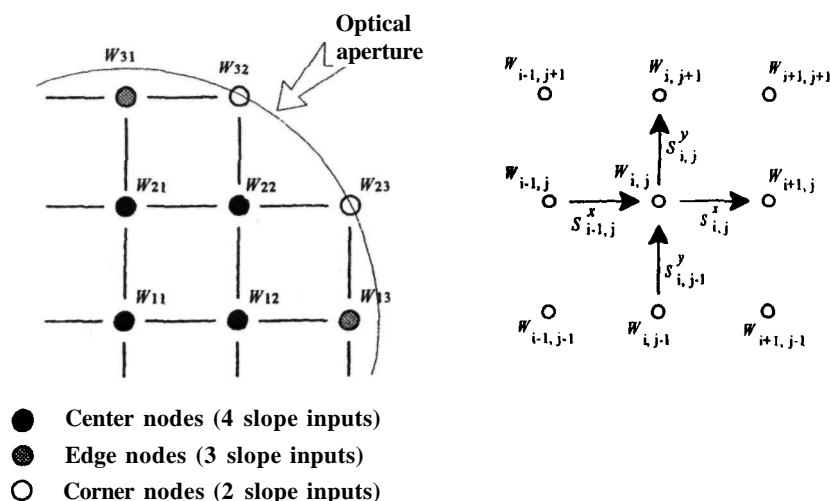 Optical
aperture
W31
W32
W21
W22
W23
W11
W12
W13
W i-1, j+1
W i, j+1
W i+1, j+1
S y i, j
W i-1, j
W i, j
W i+1, j
S x i-1, j
S x i, j
S y i, j-1
W i-1, j-1
W i, j-1
W i+1, j-1
Center nodes (4 slope inputs)
Edge nodes (3 slope inputs)
Corner nodes (2 slope inputs)